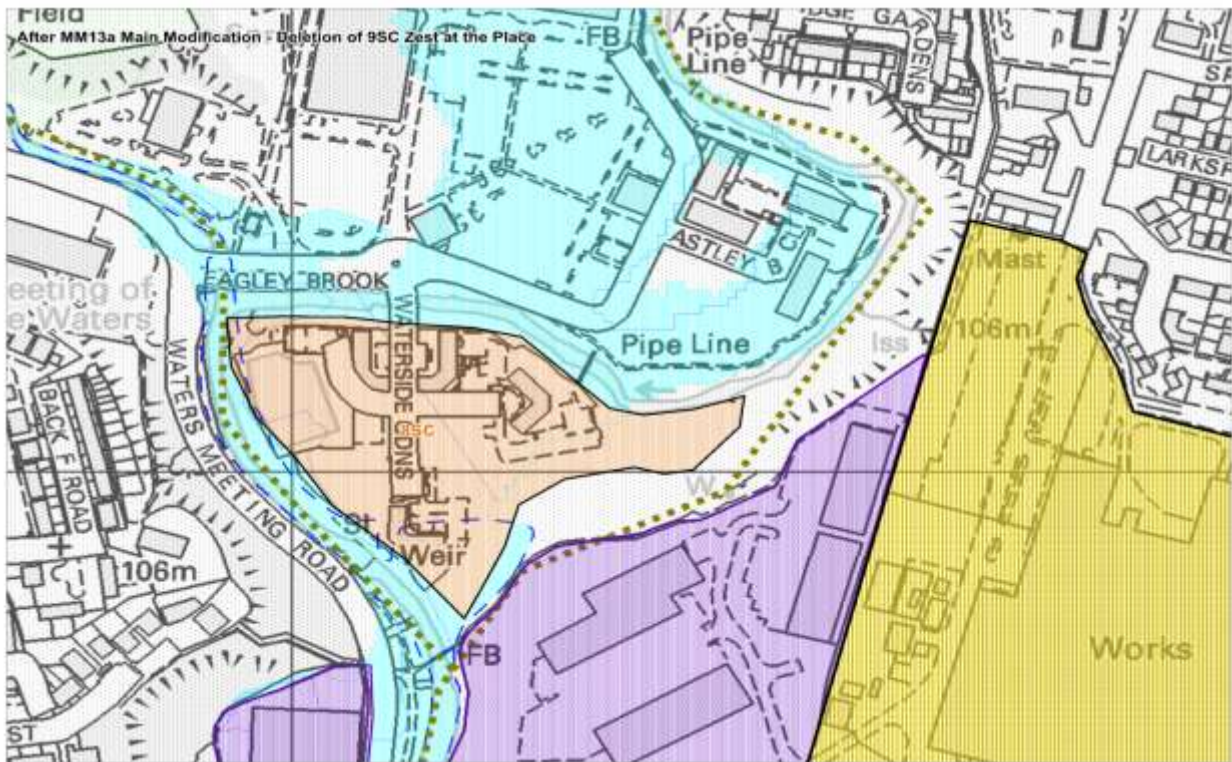 Field
After MM13a Main Modification - Deletion of 9SC Zest at the Place
FB
Pipe
Line
GARDENS
ST
LARKSP
ASTLEY B
Cl
EAGLEY BROOK
eeting of
e Waters
WATERSIDE GDNS
Mast
106m
Iss
Pipe Line
WATERS MEETING ROAD
BACK F ROAD
Weir
106m
FB
Works
ST